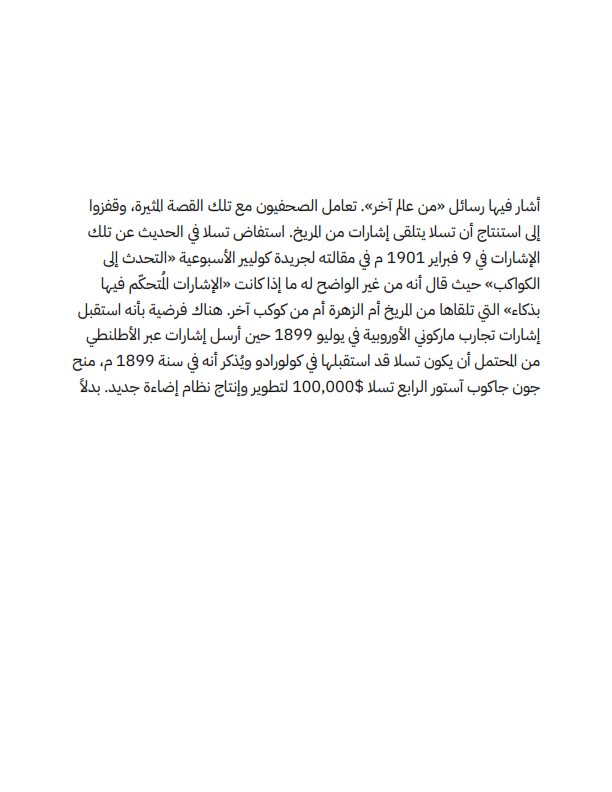 أشار فيها رسائل «من عالم آخر». تعامل الصحفيون مع تلك القصة المثيرة، وقفزوا
إلى استنتاج أن تسلا يتلقى إشارات من المريخ. استفاض تسلا في الحديث عن تلك
الإشارات في 9 فبراير 1901 م في مقالته لجريدة كوليير الأسبوعية «التحدث إلى
الكواكب» حيث قال أنه من غير الواضح له ما إذا كانت «الإشارات المُتحكّم فيها
بذكاء» التي تلقاها من المريخ أم الزهرة أم من كوكب آخر. هناك فرضية بأنه استقبل
إشارات تجارب ماركوني الأوروبية في يوليو 1899 حين أرسل إشارات عبر الأطلنطي
من المحتمل أن يكون تسلا قد استقبلها في كولورادو ويُذكر أنه في سنة 1899 م، منح
جون جاكوب آستور الرابع تسلا $100,000 لتطوير وإنتاج نظام إضاءة جديد. بدلاً